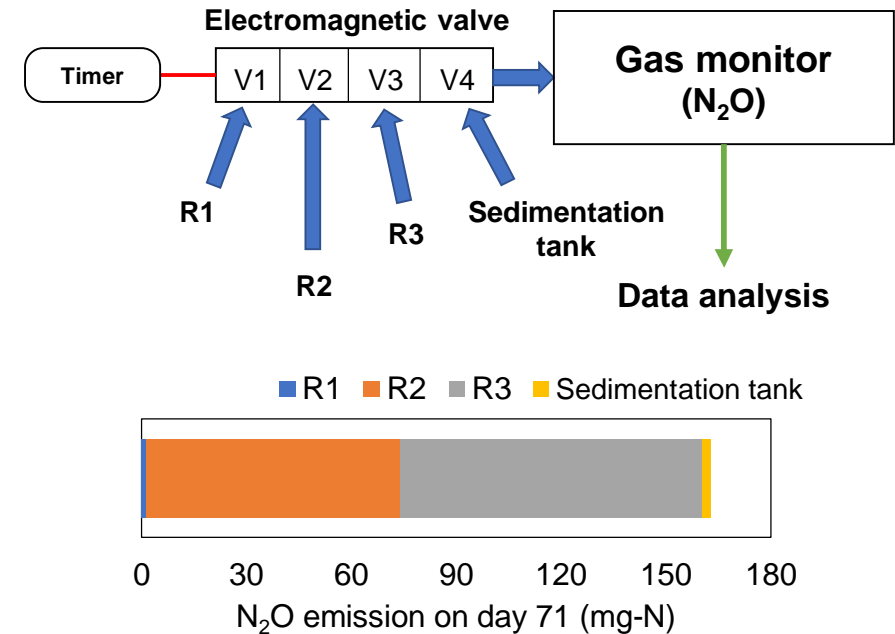 Electromagnetic valve
Timer
V1 V2 V3 V4
Gas monitor
(N₂O)
R1
R2
R3
Sedimentation
tank
Data analysis
R1 R2 R3 Sedimentation tank
0 30 60 90 120 150 180
N₂O emission on day 71 (mg-N)